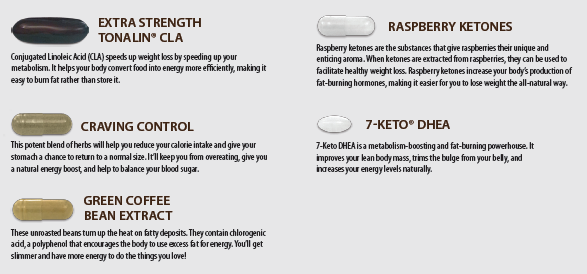 EXTRA STRENGTH
TONALIN® CLA
Conjugated Linoleic Acid (CLA) speeds up weight loss by speeding up your
metabolism. It helps your body convert food into energy more efficiently, making it
easy to burn fat rather than store it.
CRAVING CONTROL
This potent blend of herbs will help you reduce your calorie intake and give your
stomach a chance to return to a normal size. It'll keep you from overeating, give you
a natural energy boost, and help to balance your blood sugar.
GREEN COFFEE
BEAN EXTRACT
These unroasted beans turn up the heat on fatty deposits. They contain chlorogenic
acid, a polyphenol that encourages the body to use excess fat for energy. You'll get
slimmer and have more energy to do the things you love!
RASPBERRY KETONES
Raspberry ketones are the substances that give raspberries their unique and
enticing aroma. When ketones are extracted from raspberries, they can be used to
facilitate healthy weight loss. Raspberry ketones increase your body's production of
fat-burning hormones, making it easier for you to lose weight the all-natural way.
7-KETO® DHEA
7-Keto DHEA is a metabolism-boosting and fat-burning powerhouse. It
improves your lean body mass, trims the bulge from your belly, and
increases your energy levels naturally.